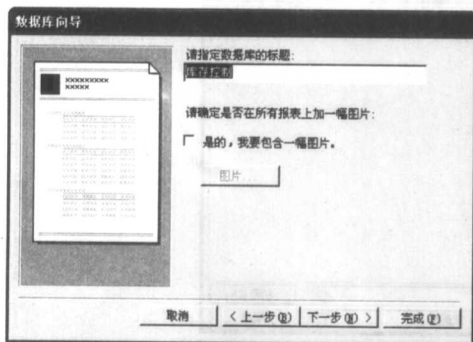 数据库向导
请指定数据库的标题:
库存控制
XXXXXXXXX
XXXXX
请确定是否在所有报表上加一幅图片:
是的，我要包含一幅图片。
图片...
取消
< 上一步(B)
下一步(N) >
完成(F)